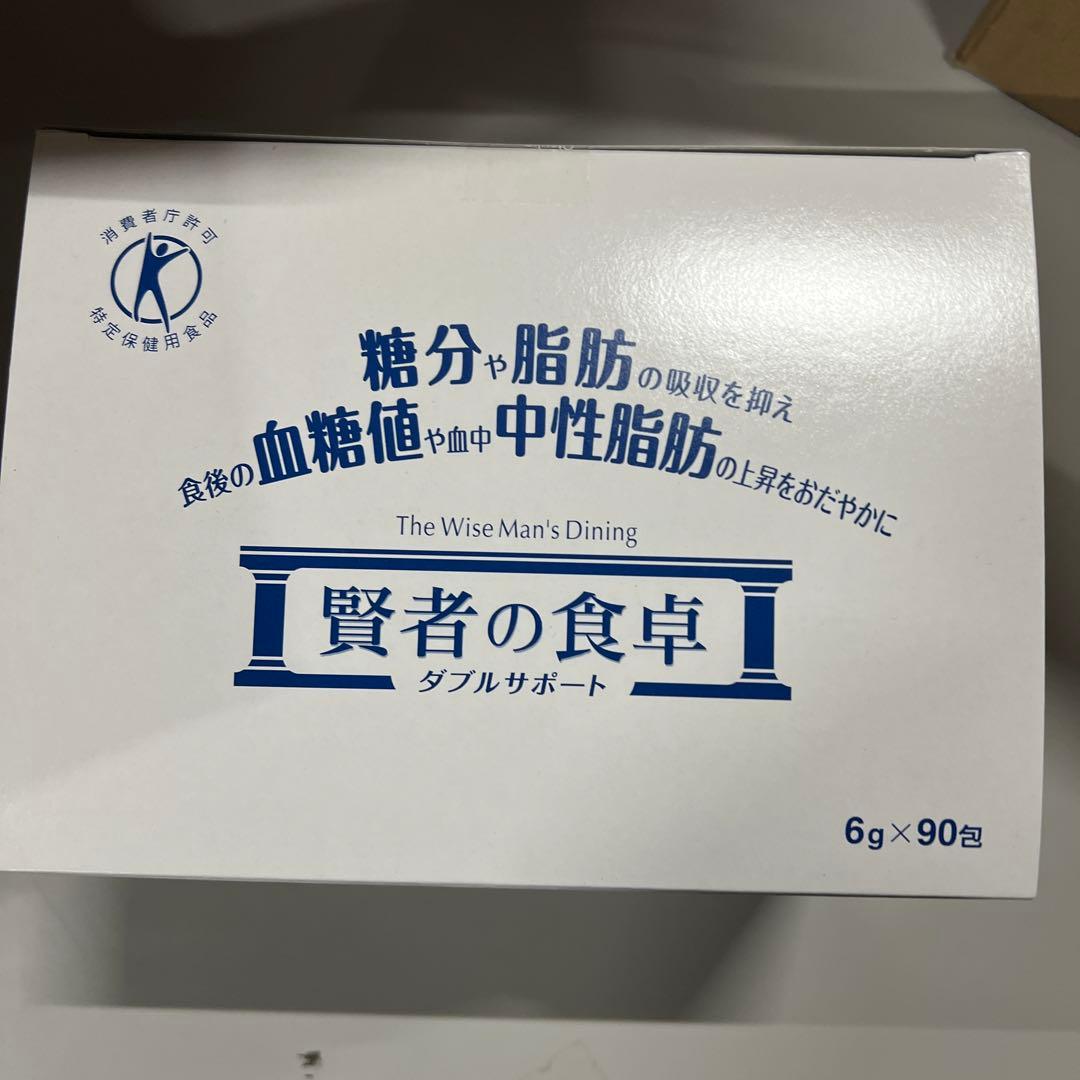 消費者庁許可
特定保健用食品
糖分や脂肪の吸収を抑え
食後の血糖値や血中中性脂肪の上昇をおだやかに
The Wise Man's Dining
賢者の食卓
ダブルサポート
6g×90包